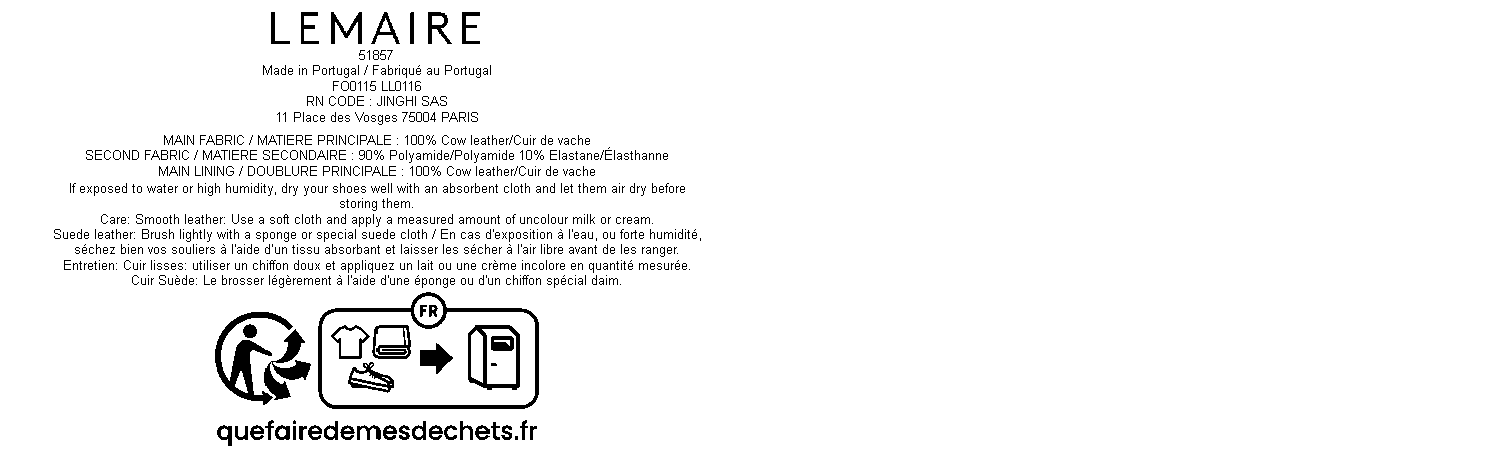 LEMAIRE
51857
Made in Portugal / Fabriqué au Portugal
FO0115 LL0116
RN CODE : JINGHI SAS
11 Place des Vosges 75004 PARIS
MAIN FABRIC / MATIERE PRINCIPALE : 100% Cow leather/Cuir de vache
SECOND FABRIC / MATIERE SECONDAIRE : 90% Polyamide/Polyamide 10% Elastane/Élasthanne
MAIN LINING / DOUBLURE PRINCIPALE : 100% Cow leather/Cuir de vache
If exposed to water or high humidity, dry your shoes well with an absorbent cloth and let them air dry before
storing them.
Care: Smooth leather: Use a soft cloth and apply a measured amount of uncolour milk or cream.
Suede leather: Brush lightly with a sponge or special suede cloth / En cas d'exposition à l'eau, ou forte humidité,
séchez bien vos souliers à l'aide d'un tissu absorbant et laisser les sécher à l'air libre avant de les ranger.
Entretien: Cuir lisses: utiliser un chiffon doux et appliquez un lait ou une crème incolore en quantité mesurée.
Cuir Suède: Le brosser légèrement à l'aide d'une éponge ou d'un chiffon spécial daim.
FR
quefairedemesdechets.fr